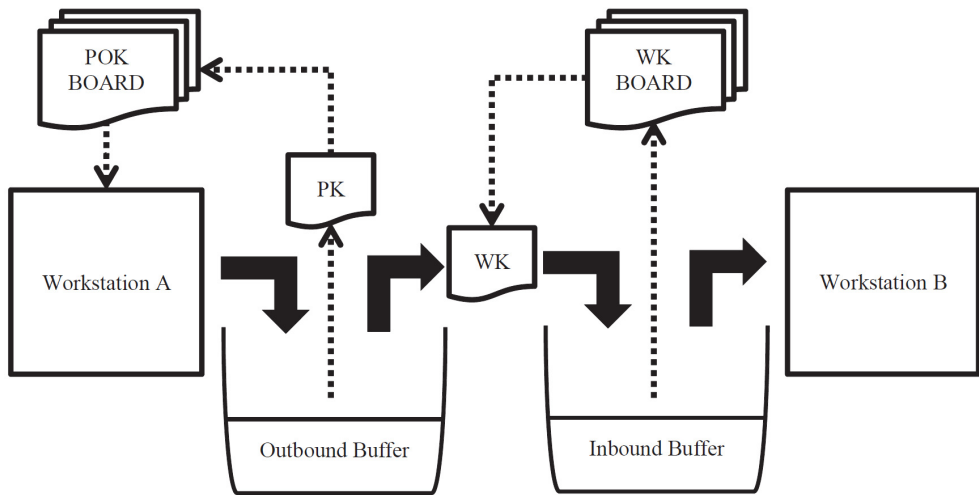 POK
BOARD
WK
BOARD
PK
WK
Workstation A
Workstation B
Outbound Buffer
Inbound Buffer